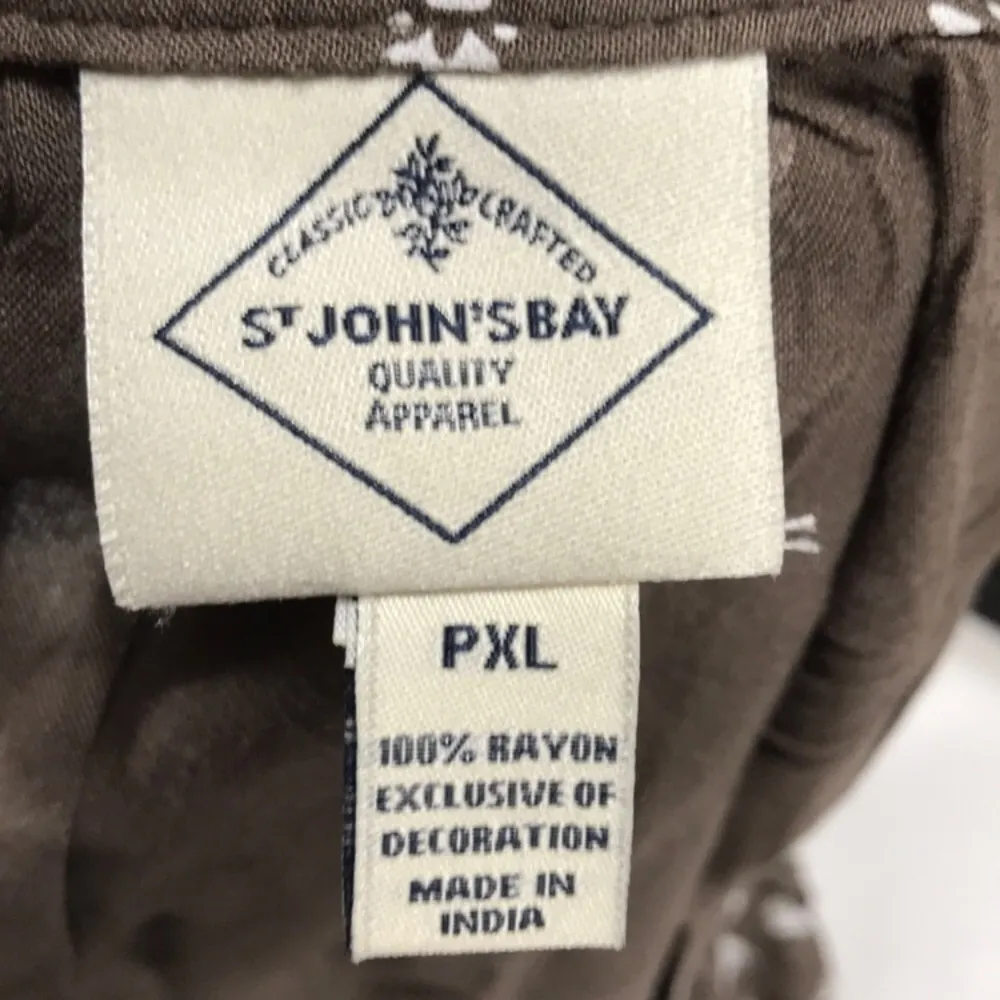 CLASSIC CRAFTED
ST JOHN'S BAY
QUALITY
APPAREL
PXL
100% RAYON
EXCLUSIVE OF
DECORATION
MADE IN
INDIA